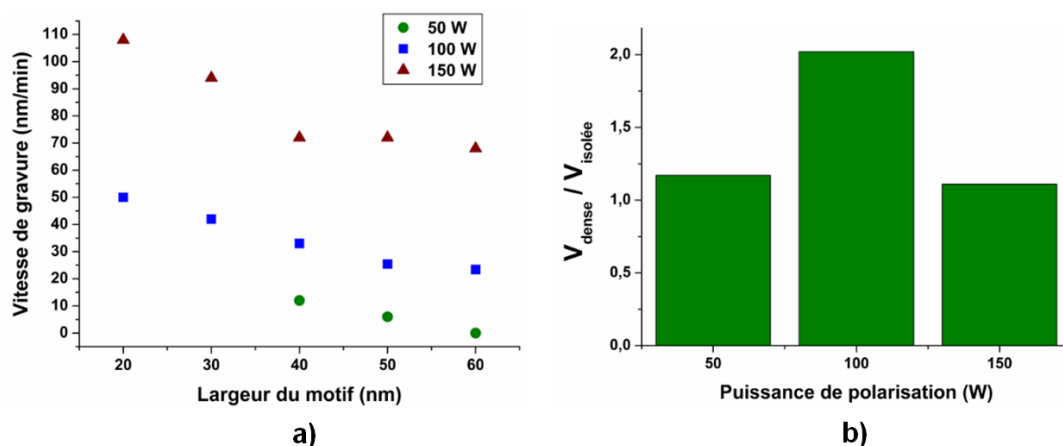 Vitesse de gravure (nm/min)
110
100
90
80
70
60
50
40
30
20
10
0
50 W
100 W
150 W
20
30
40
50
60
Largeur du motif (nm)
a)
V dense / V isolée
2,0
1,5
1,0
0,5
0,0
50
100
150
Puissance de polarisation (W)
b)